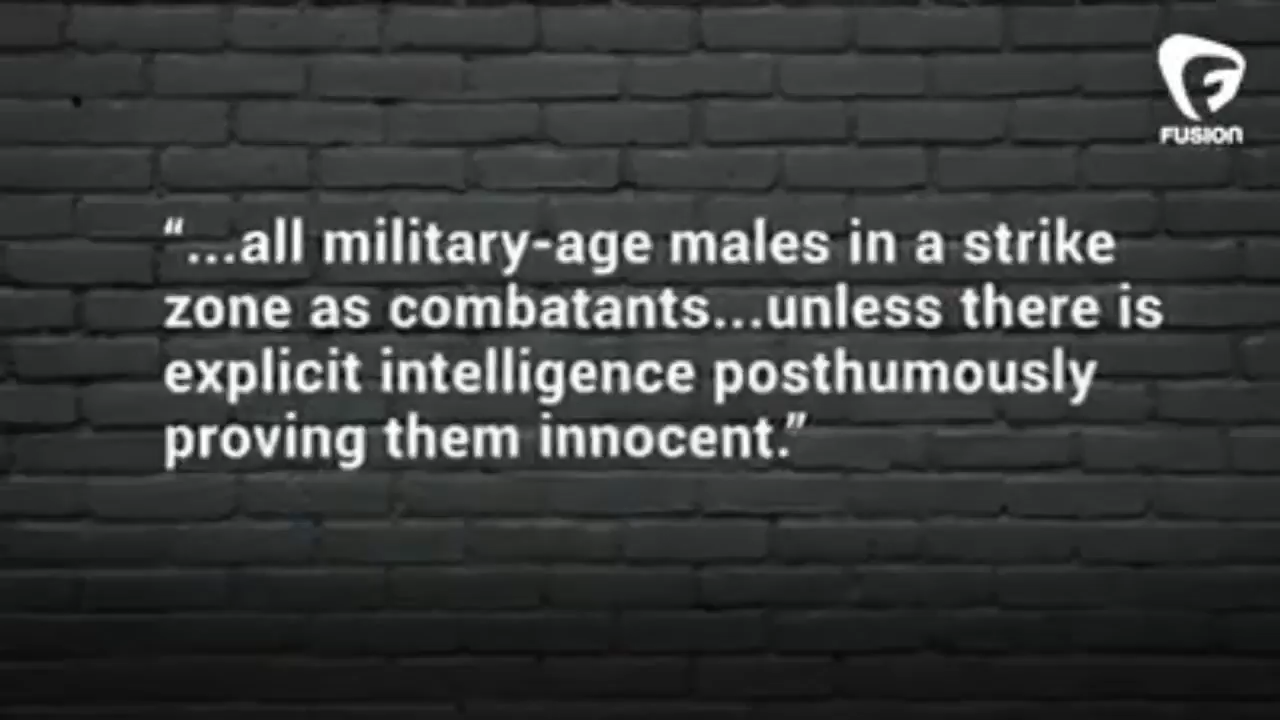 FUSION
“...all military-age males in a strike
zone as combatants...unless there is
explicit intelligence posthumously
proving them innocent.”